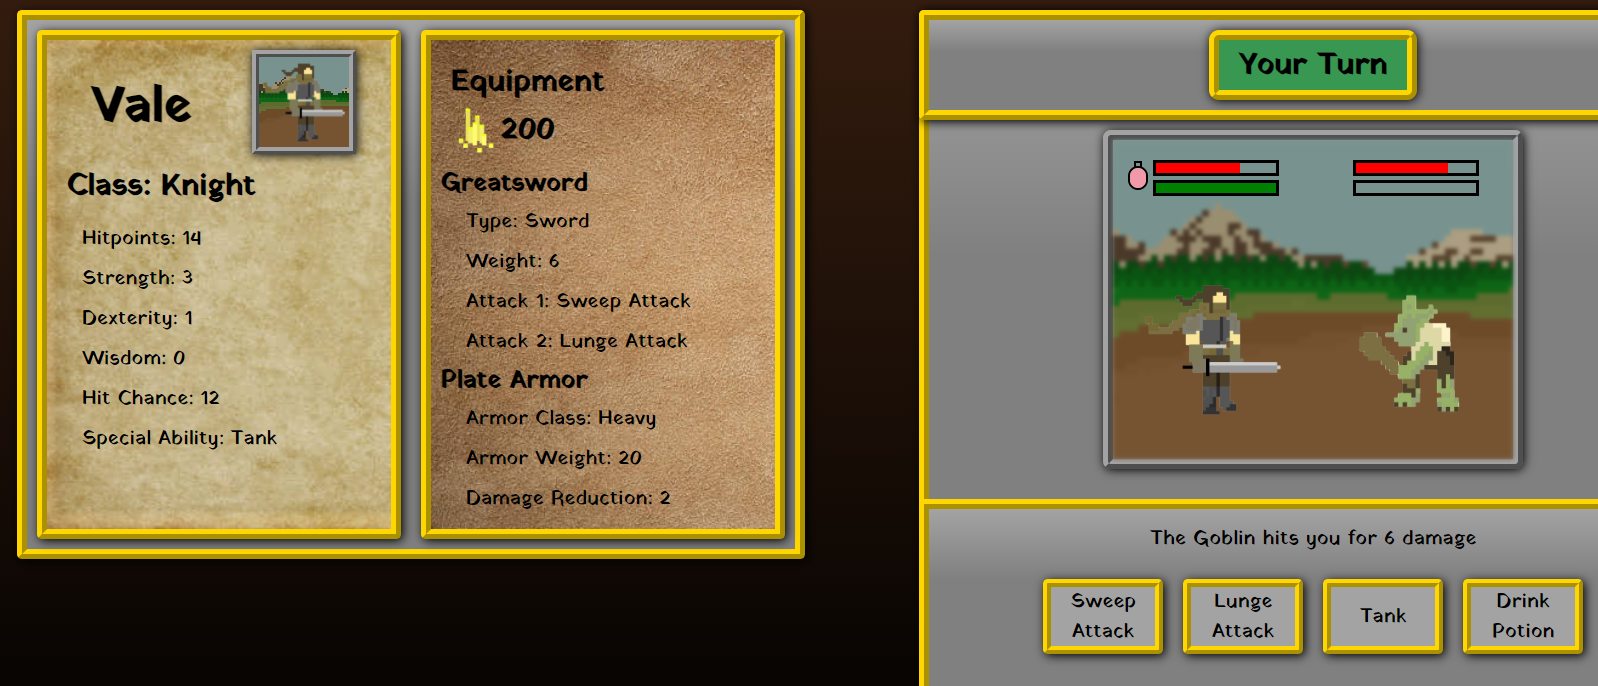 Vale
Class: Knight
Hitpoints: 14
Strength: 3
Dexterity: 1
Wisdom: 0
Hit Chance: 12
Special Ability: Tank
Equipment
200
Greatsword
Type: Sword
Weight: 6
Attack 1: Sweep Attack
Attack 2: Lunge Attack
Plate Armor
Armor Class: Heavy
Armor Weight: 20
Damage Reduction: 2
Your Turn
The Goblin hits you for 6 damage
Sweep
Attack
Lunge
Attack
Tank
Drink
Potion